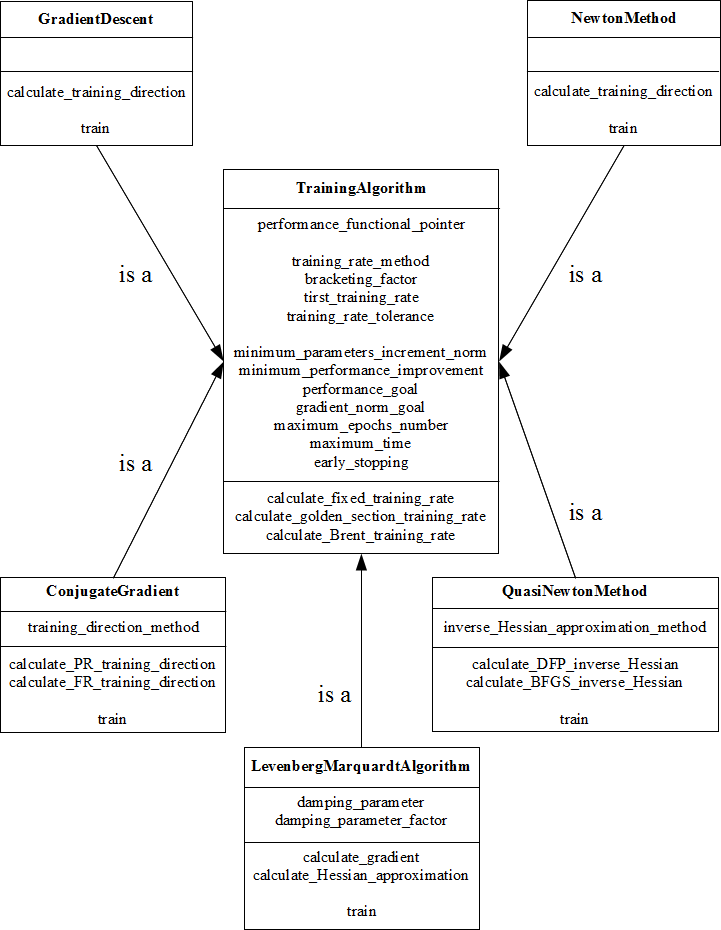 GradientDescent
calculate_training_direction
train
NewtonMethod
calculate_training_direction
train
TrainingAlgorithm
performance_functional_pointer
training_rate_method
bracketing_factor
tirst_training_rate
training_rate_tolerance
minimum_parameters_increment_norm
minimum_performance_improvement
performance_goal
gradient_norm_goal
maximum_epochs_number
maximum_time
early_stopping
calculate_fixed_training_rate
calculate_golden_section_training_rate
calculate_Brent_training_rate
is a
is a
is a
is a
ConjugateGradient
training_direction_method
calculate_PR_training_direction
calculate_FR_training_direction
train
QuasiNewtonMethod
inverse_Hessian_approximation_method
calculate_DFP_inverse_Hessian
calculate_BFGS_inverse_Hessian
train
is a
LevenbergMarquardtAlgorithm
damping_parameter
damping_parameter_factor
calculate_gradient
calculate_Hessian_approximation
train